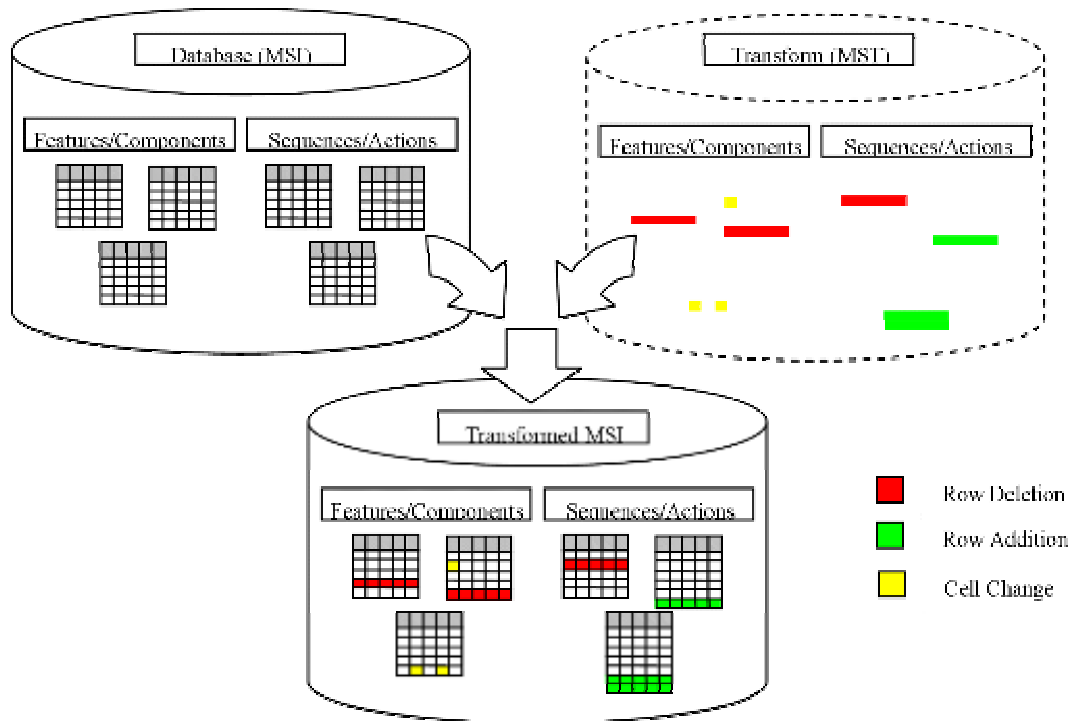 Database (MSI)
Features/Components
Sequences/Actions
Transform (MST)
Features/Components
Sequences/Actions
Transformed MSI
Features/Components
Sequences/Actions
Row Deletion
Row Addition
Cell Change